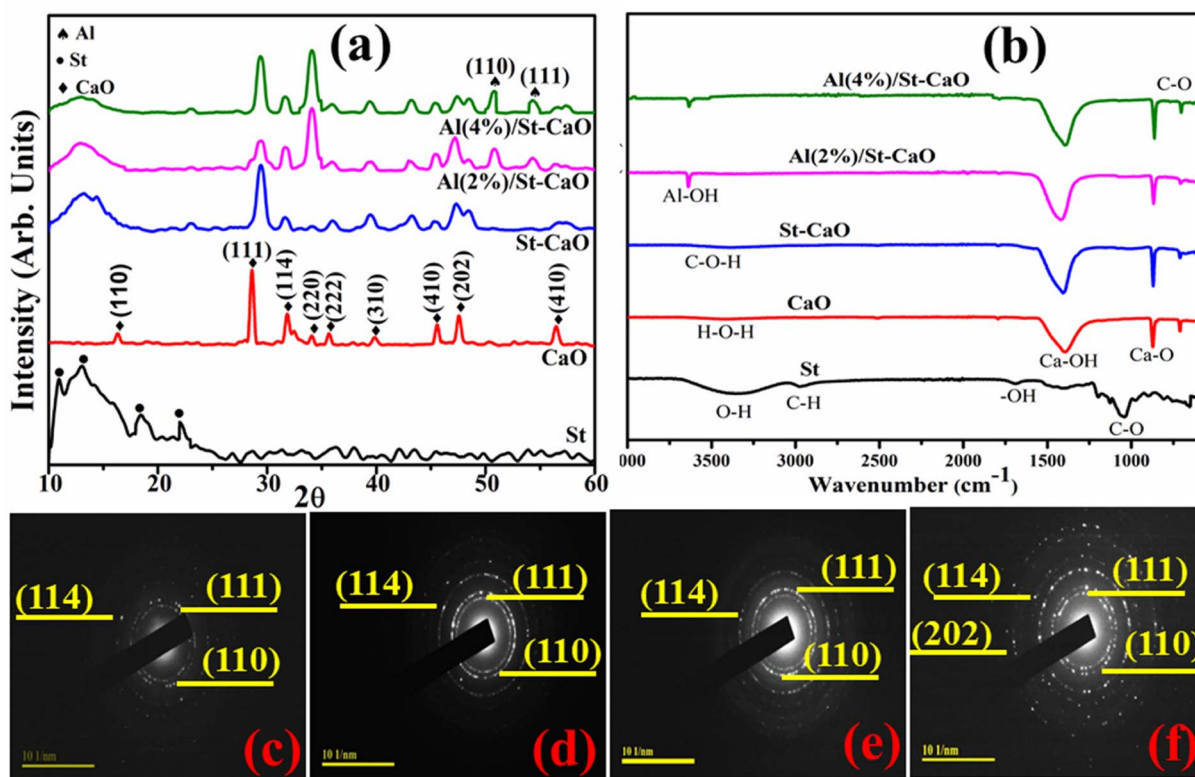 (a)
♠ Al
● St
♦ CaO
(110)
(111)
Al(4%)/St-CaO
Al(2%)/St-CaO
St-CaO
(110)
(111)
(114)
(220)
(222)
(310)
(410)
(202)
(410)
CaO
St
Intensity (Arb. Units)
10 20 30 40 50 60
2θ
(b)
Al(4%)/St-CaO
C-O
Al(2%)/St-CaO
Al-OH
St-CaO
C-O-H
CaO
H-O-H
Ca-OH
Ca-O
St
O-H
C-H
-OH
C-O
000 3500 3000 2500 2000 1500 1000
Wavenumber (cm-1)
(114)
(111)
(110)
10 1/nm
(c)
(114)
(111)
(110)
10 1/nm
(d)
(114)
(111)
(110)
10 1/nm
(e)
(114)
(111)
(202)
(110)
10 1/nm
(f)